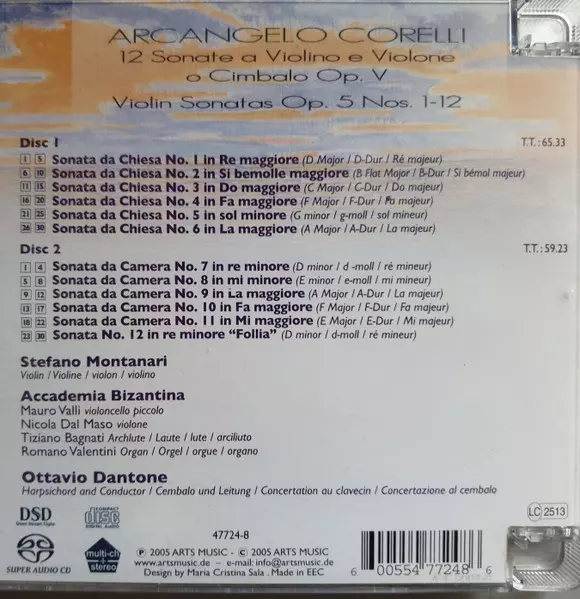 ARCANGELO CORELLI
12 Sonate a Violino e Violone
o Cimbalo Op. V
Violin Sonatas Op. 5 Nos. 1-12
Disc 1 T.T.: 65.33
1 5 Sonata da Chiesa No. 1 in Re maggiore (D Major / D-Dur / Ré majeur)
6 10 Sonata da Chiesa No. 2 in Si bemolle maggiore (B Flat Major / B-Dur / Si bémol majeur)
11 15 Sonata da Chiesa No. 3 in Do maggiore (C Major / C-Dur / Do majeur)
16 20 Sonata da Chiesa No. 4 in Fa maggiore (F Major / F-Dur / Fa majeur)
21 25 Sonata da Chiesa No. 5 in sol minore (G minor / g-moll / sol mineur)
26 30 Sonata da Chiesa No. 6 in La maggiore (A Major / A-Dur / La majeur)
Disc 2 T.T.: 59.23
1 4 Sonata da Camera No. 7 in re minore (D minor / d -moll / ré mineur)
5 8 Sonata da Camera No. 8 in mi minore (E minor / e-moll / mi mineur)
9 12 Sonata da Camera No. 9 in La maggiore (A Major / A-Dur / La majeur)
13 17 Sonata da Camera No. 10 in Fa maggiore (F Major / F-Dur / Fa majeur)
18 22 Sonata da Camera No. 11 in Mi maggiore (E Major / E-Dur / Mi majeur)
23 30 Sonata No. 12 in re minore “Follia” (D minor / d-moll / ré mineur)
Stefano Montanari
Violin / Violine / violon / violino
Accademia Bizantina
Mauro Valli violoncello piccolo
Nicola Dal Maso violone
Tiziano Bagnati Archlute / Laute / lute / arciliuto
Romano Valentini Organ / Orgel / orgue / organo
Ottavio Dantone
Harpsichord and Conductor / Cembalo und Leitung / Concertation au clavecin / Concertazione al cembalo
DSD
Direct Stream Digital
COMPACT
disc
DIGITAL AUDIO
LC 2513
47724-8
SUPER AUDIO CD
multi-ch
+
stereo
℗ 2005 ARTS MUSIC - © 2005 ARTS MUSIC
www.artsmusic.de – e-mail: info@artsmusic.de
Design by Maria Cristina Sala . Made in EEC
6 00554 77248 6